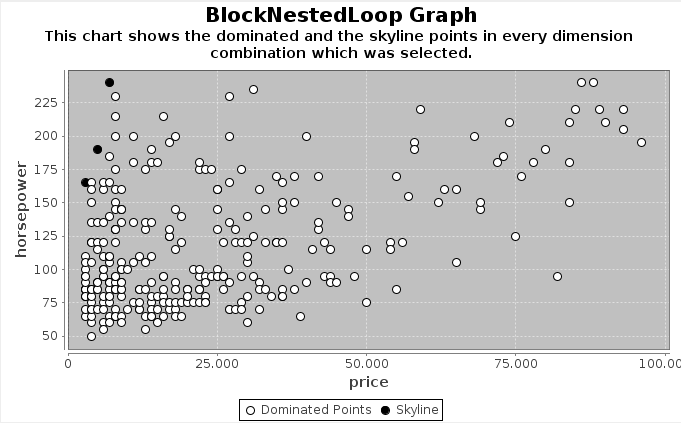 BlockNestedLoop Graph
This chart shows the dominated and the skyline points in every dimension
combination which was selected.
horsepower
225
200
175
150
125
100
75
50
0
25.000
50.000
75.000
100.00
price
Dominated Points
Skyline